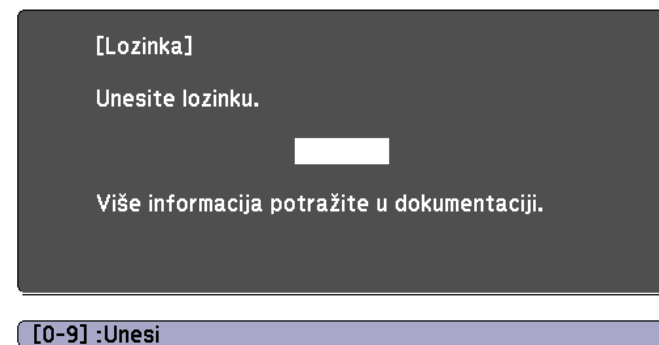 [Lozinka]
Unesite lozinku.
Više informacija potražite u dokumentaciji.
[0-9] :Unesi